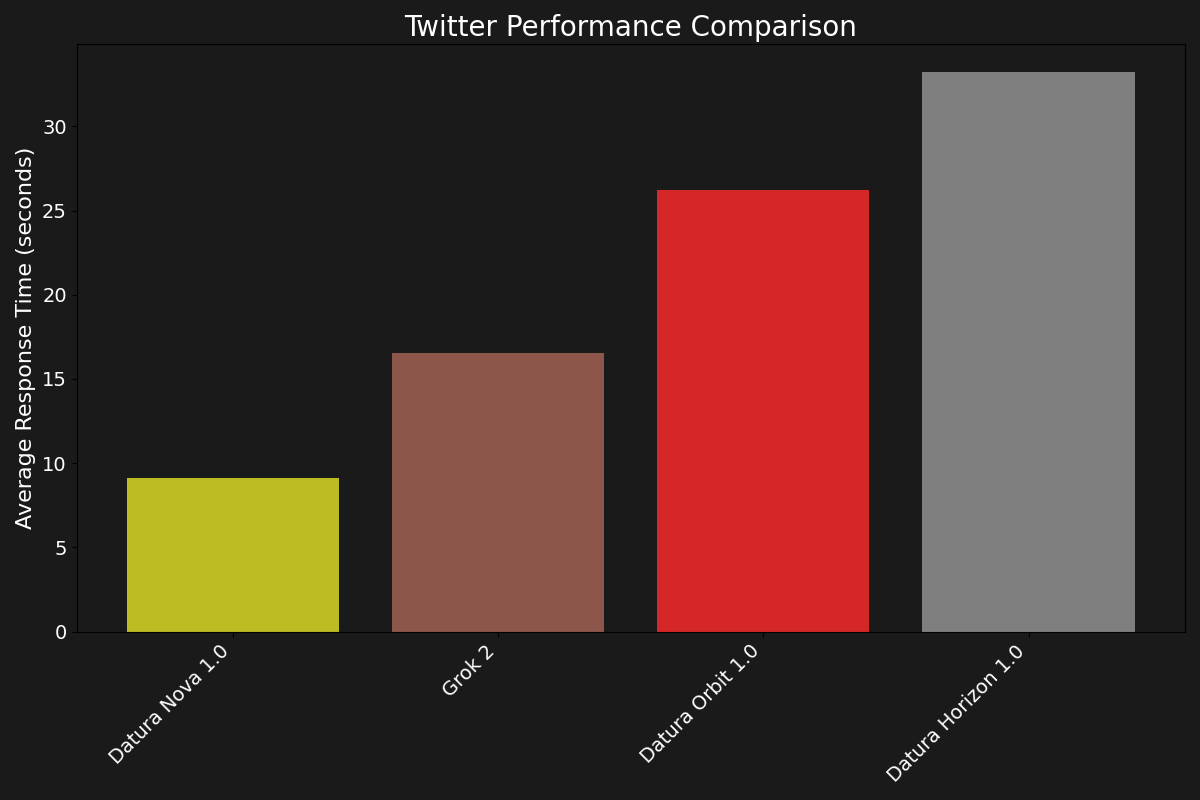 Twitter Performance Comparison
Average Response Time (seconds)
30
25
20
15
10
5
0
Datura Nova 1.0
Grok 2
Datura Orbit 1.0
Datura Horizon 1.0